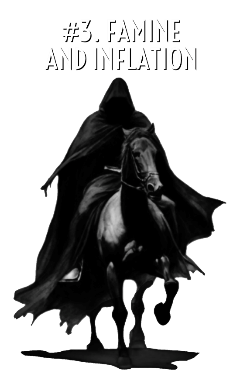 #3. FAMINE
AND INFLATION